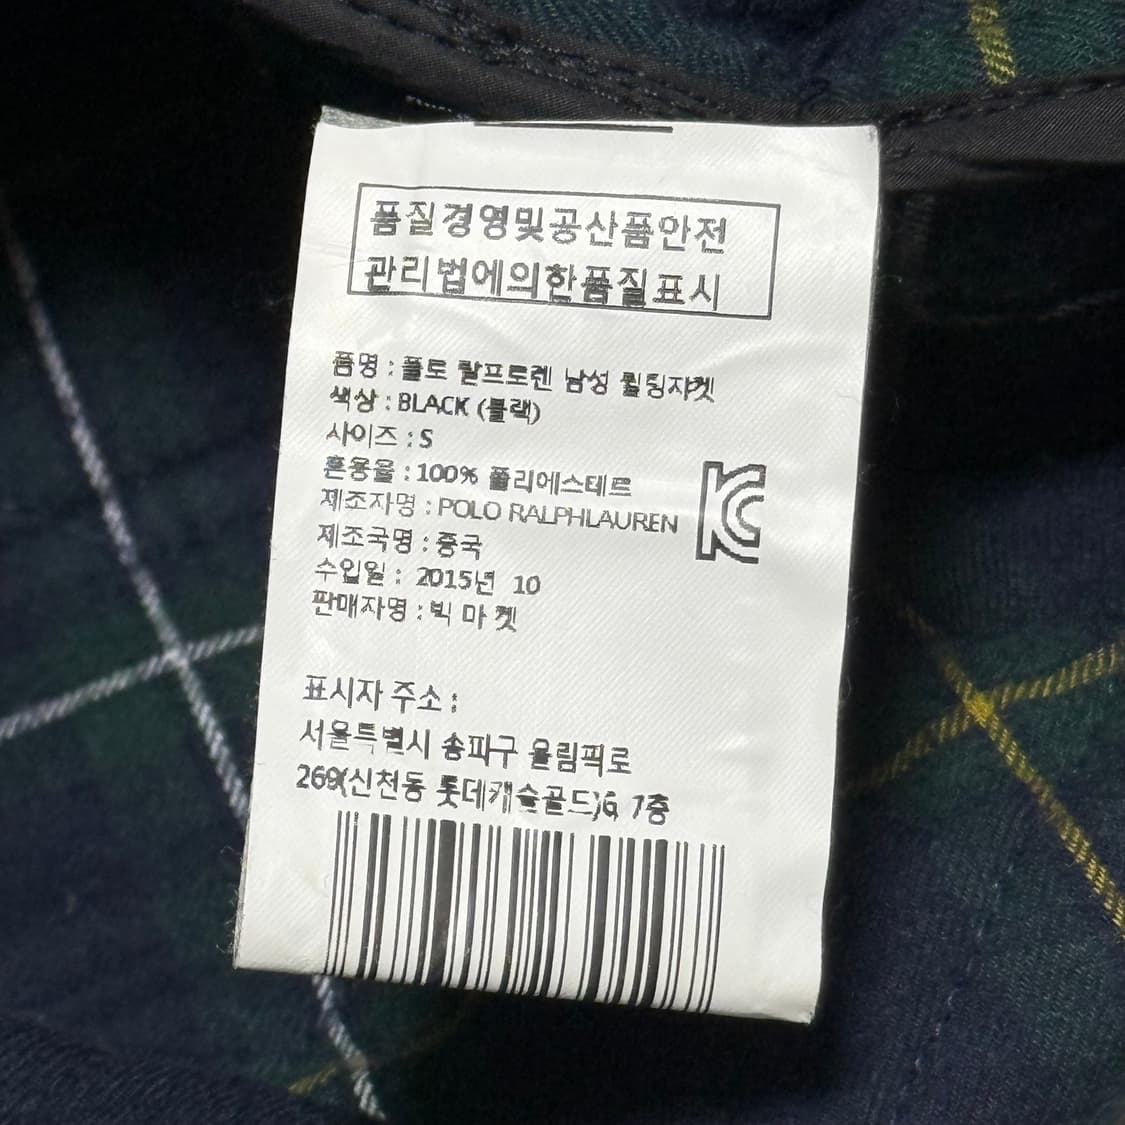 품질경영및공산품안전
관리법에의한품질표시
품명 : 폴로 랄프로렌 남성 퀼팅자켓
색상 : BLACK (블랙)
사이즈 : S
혼용율 : 100% 폴리에스테르
제조자명 : POLO RALPHLAUREN
KC
제조국명 : 중국
수입일 : 2015년 10
판매자명 : 빅 마켓
표시자 주소 :
서울특별시 송파구 올림픽로
269(신천동 롯데캐슬골드) 7층